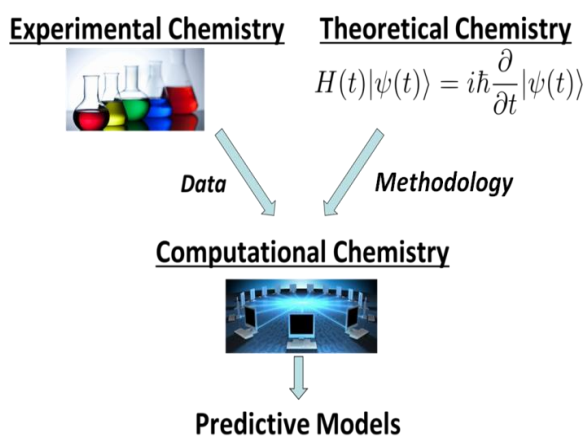 Experimental Chemistry
Theoretical Chemistry
H(t)|ψ(t)⟩ = iħ ∂/∂t |ψ(t)⟩
Data
Methodology
Computational Chemistry
Predictive Models